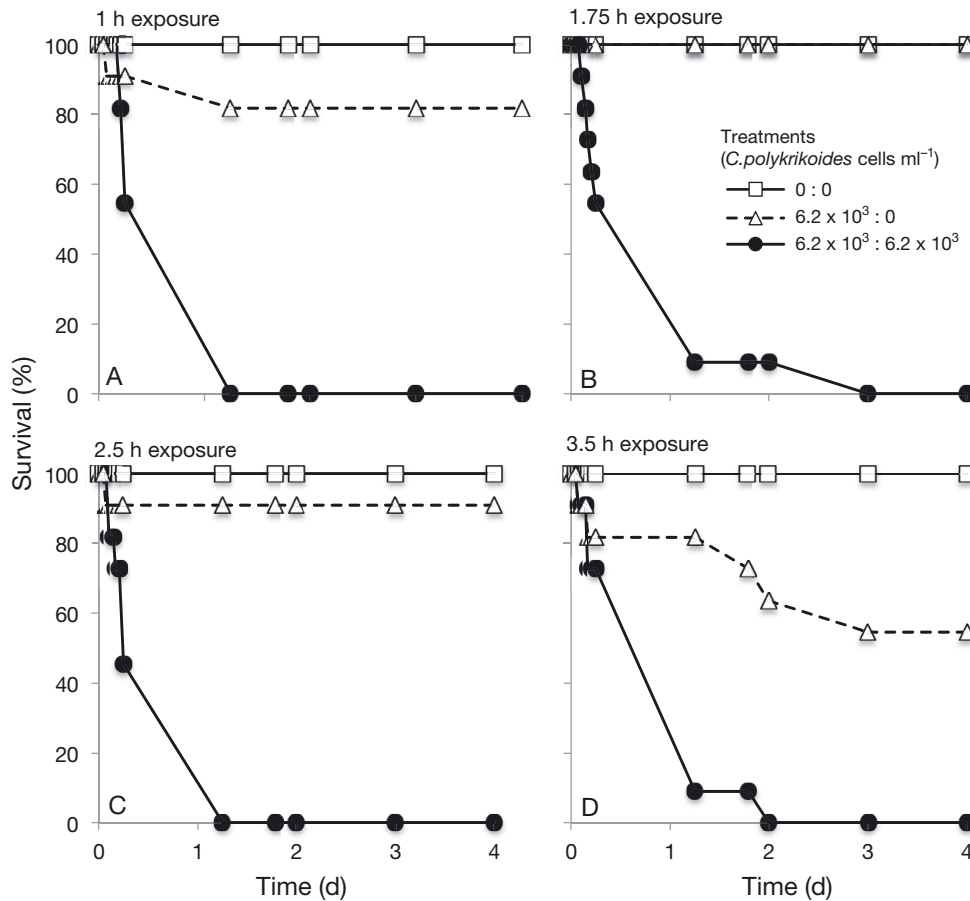 1 h exposure
1.75 h exposure
100
80
60
40
20
0
A
B
Treatments
(C.polykrikoides cells ml⁻¹)
0 : 0
6.2 x 10³ : 0
6.2 x 10³ : 6.2 x 10³
Survival (%)
2.5 h exposure
3.5 h exposure
100
80
60
40
20
0
C
D
0 1 2 3 4
0 1 2 3 4
Time (d)
Time (d)